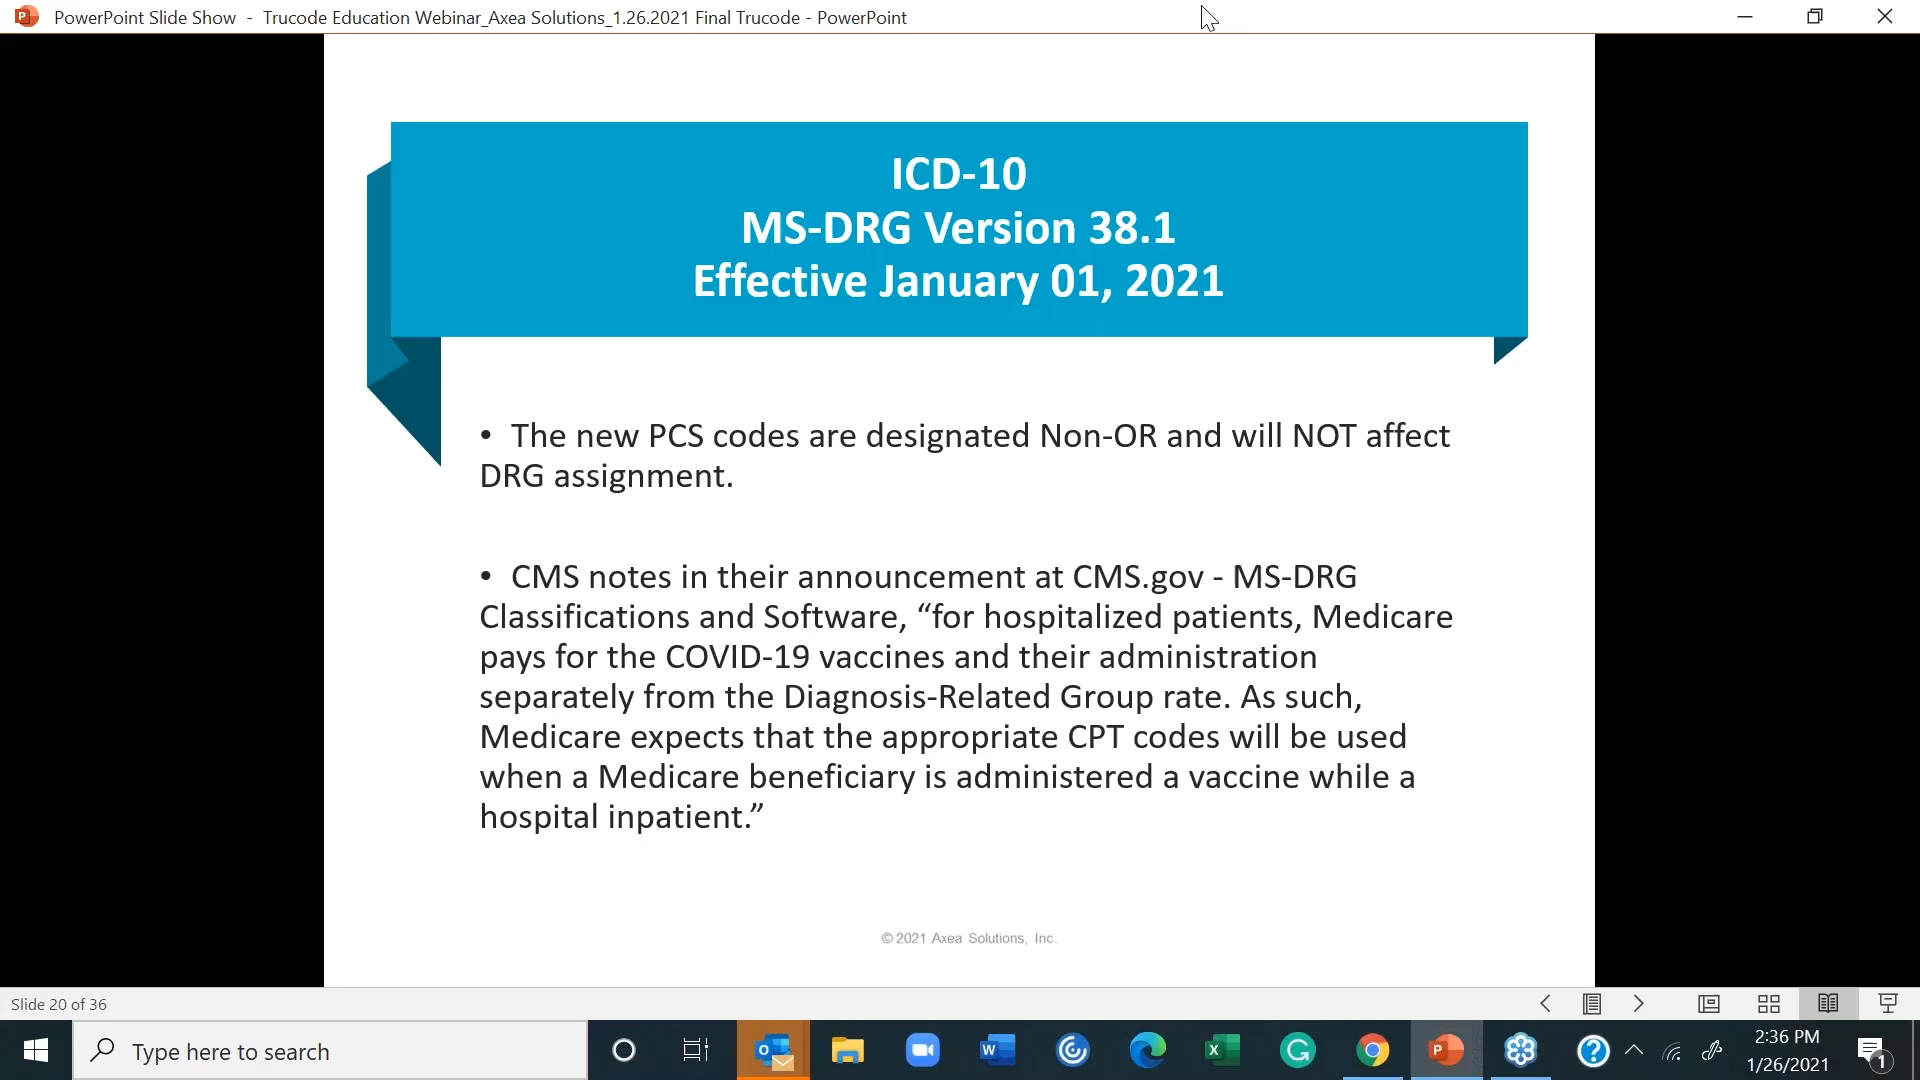 PowerPoint Slide Show - Trucode Education Webinar_Axea Solutions_1.26.2021 Final Trucode - PowerPoint
ICD-10
MS-DRG Version 38.1
Effective January 01, 2021
• The new PCS codes are designated Non-OR and will NOT affect
DRG assignment.
• CMS notes in their announcement at CMS.gov - MS-DRG
Classifications and Software, “for hospitalized patients, Medicare
pays for the COVID-19 vaccines and their administration
separately from the Diagnosis-Related Group rate. As such,
Medicare expects that the appropriate CPT codes will be used
when a Medicare beneficiary is administered a vaccine while a
hospital inpatient.”
© 2021 Axea Solutions, Inc.
Slide 20 of 36
Type here to search
2:36 PM
1/26/2021
1